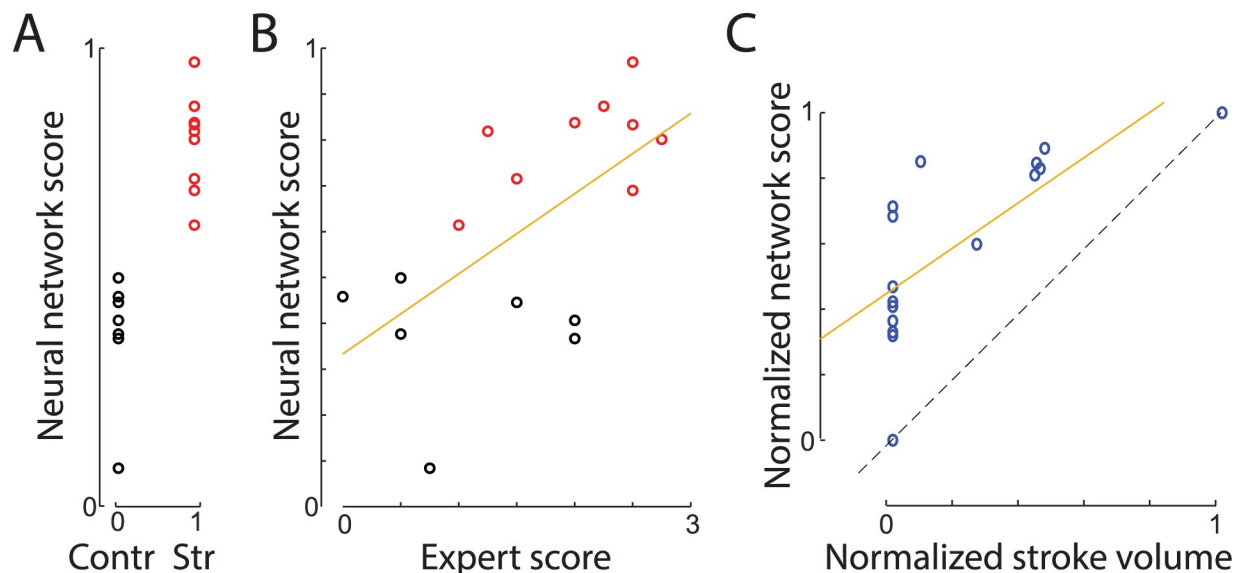 A
1
Neural network score
0
0 1
Contr Str
B
1
Neural network score
0
0 3
Expert score
C
1
Normalized network score
0
0 1
Normalized stroke volume